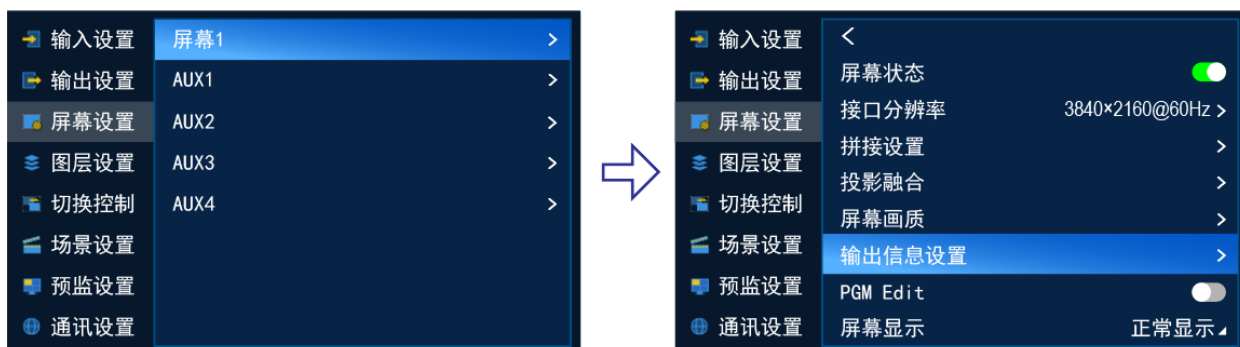 输入设置
输出设置
屏幕设置
图层设置
切换控制
场景设置
预监设置
通讯设置
屏幕1 >
AUX1 >
AUX2 >
AUX3 >
AUX4 >
输入设置
输出设置
屏幕设置
图层设置
切换控制
场景设置
预监设置
通讯设置
<
屏幕状态
接口分辨率 3840×2160@60Hz >
拼接设置 >
投影融合 >
屏幕画质 >
输出信息设置 >
PGM Edit
屏幕显示 正常显示